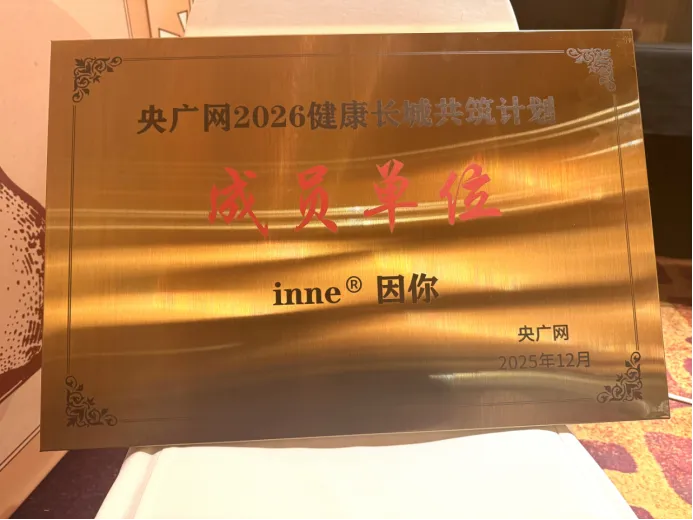 央广网2026健康长城共筑计划
成员单位
inne® 因你
央广网
2025年12月